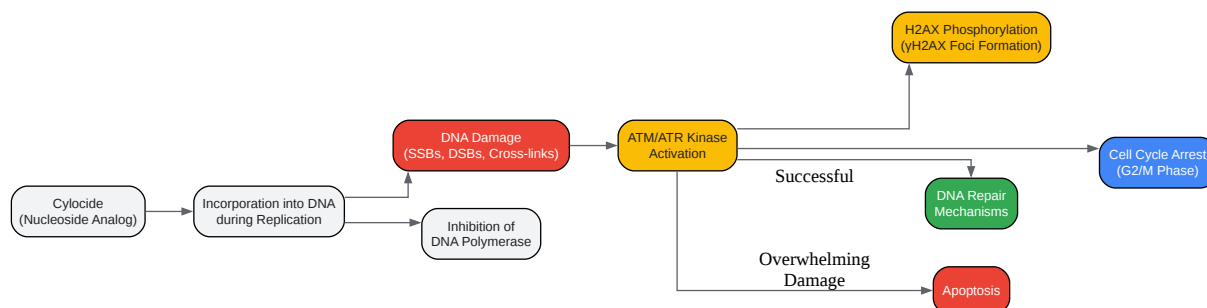 H2AX Phosphorylation
(γH2AX Foci Formation)
DNA Damage
(SSBs, DSBs, Cross-links)
ATM/ATR Kinase
Activation
Cell Cycle Arrest
(G2/M Phase)
Successful
Cylocide
(Nucleoside Analog)
Incorporation into DNA
during Replication
DNA Repair
Mechanisms
Inhibition of
DNA Polymerase
Overwhelming
Damage
Apoptosis